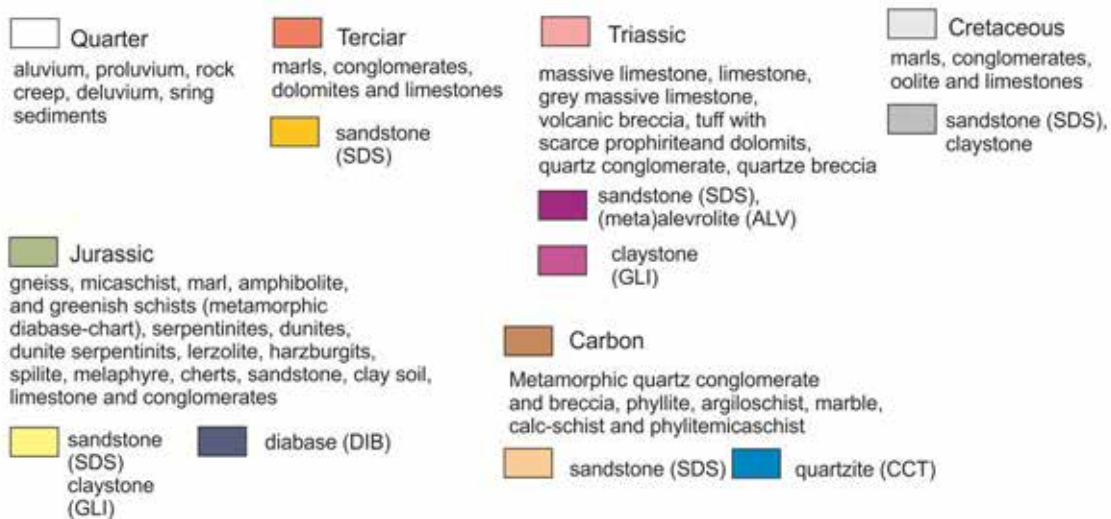 Quarter
aluvium, proluvium, rock
creep, deluvium, sring
sediments
Terciar
marls, conglomerates,
dolomites and limestones
sandstone
(SDS)
Triassic
massive limestone, limestone,
grey massive limestone,
volcanic breccia, tuff with
scarce prophiriteand dolomits,
quartz conglomerate, quartze breccia
sandstone (SDS),
(meta)alevrolite (ALV)
claystone
(GLI)
Cretaceous
marls, conglomerates,
oolite and limestones
sandstone (SDS),
claystone
Jurassic
gneiss, micaschist, marl, amphibolite,
and greenish schists (metamorphic
diabase-chart), serpentinites, dunites,
dunite serpentinits, lerzolite, harzburgits,
spilite, melaphyre, cherts, sandstone, clay soil,
limestone and conglomerates
sandstone
(SDS)
claystone
(GLI)
diabase (DIB)
Carbon
Metamorphic quartz conglomerate
and breccia, phyllite, argiloschist, marble,
calc-schist and phylitemicaschist
sandstone (SDS)
quartzite (CCT)